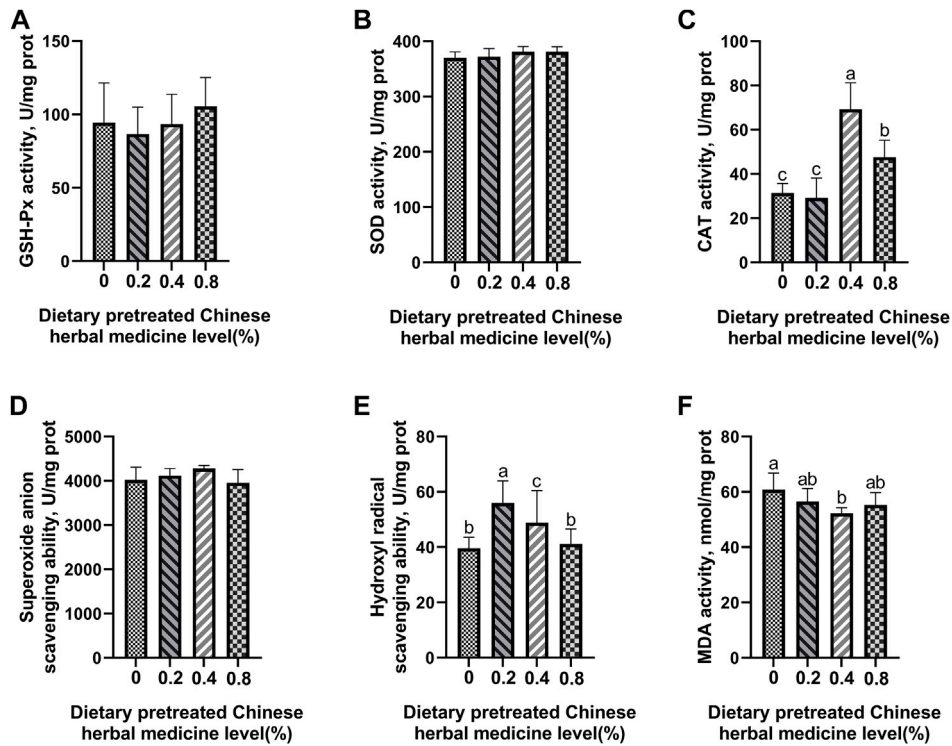 A
GSH-Px activity, U/mg prot
150
100
50
0
0 0.2 0.4 0.8
Dietary pretreated Chinese
herbal medicine level(%)
B
SOD activity, U/mg prot
400
300
200
100
0
0 0.2 0.4 0.8
Dietary pretreated Chinese
herbal medicine level(%)
C
CAT activity, U/mg prot
100
80
60
40
20
0
c c a b
0 0.2 0.4 0.8
Dietary pretreated Chinese
herbal medicine level(%)
D
Superoxide anion
scavenging ability, U/mg prot
5000
4000
3000
2000
1000
0
0 0.2 0.4 0.8
Dietary pretreated Chinese
herbal medicine level(%)
E
Hydroxyl radical
scavenging ability, U/mg prot
80
60
40
20
0
b a c b
0 0.2 0.4 0.8
Dietary pretreated Chinese
herbal medicine level(%)
F
MDA activity, nmol/mg prot
80
60
40
20
0
a ab b ab
0 0.2 0.4 0.8
Dietary pretreated Chinese
herbal medicine level(%)